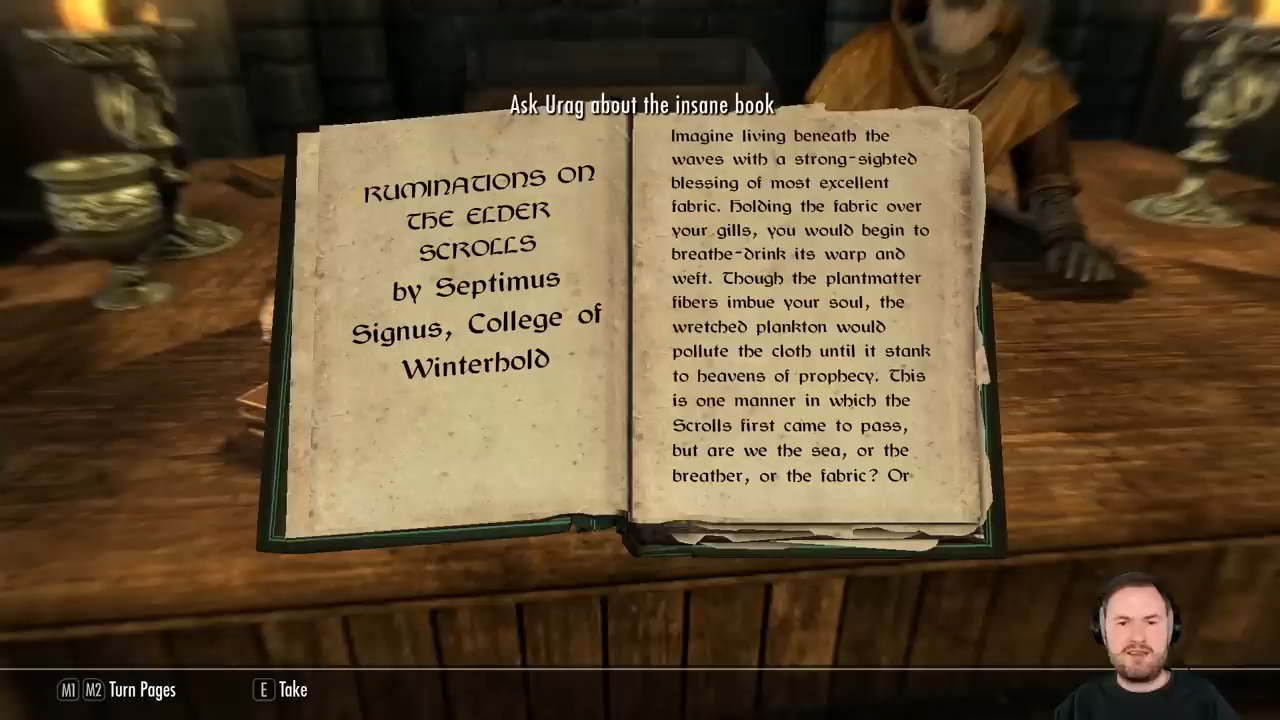 Ask Urag about the insane book
RUMINATIONS ON
THE ELDER
SCROLLS
by Septimus
Signus, College of
Winterhold
Imagine living beneath the
waves with a strong-sighted
blessing of most excellent
fabric. Holding the fabric over
your gills, you would begin to
breathe-drink its warp and
weft. Though the plantmatter
fibers imbue your soul, the
wretched plankton would
pollute the cloth until it stank
to heavens of prophecy. This
is one manner in which the
Scrolls first came to pass,
but are we the sea, or the
breather, or the fabric? Or
M1 M2 Turn Pages
E Take